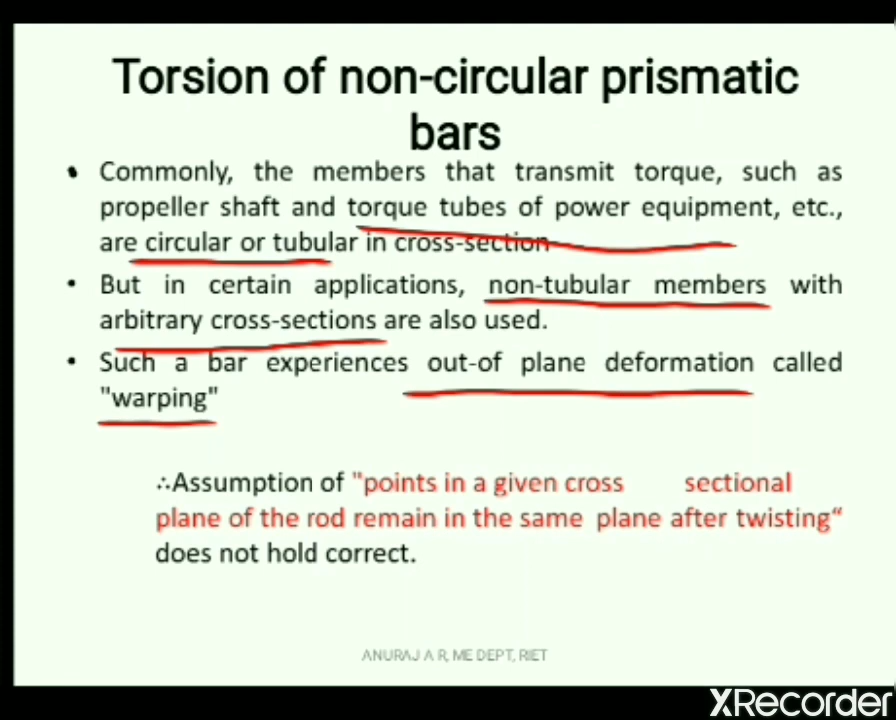 Torsion of non-circular prismatic
bars
• Commonly, the members that transmit torque, such as
propeller shaft and torque tubes of power equipment, etc.,
are circular or tubular in cross-section
• But in certain applications, non-tubular members with
arbitrary cross-sections are also used.
• Such a bar experiences out-of plane deformation called
"warping"
∴Assumption of "points in a given cross sectional
plane of the rod remain in the same plane after twisting“
does not hold correct.
ANURAJ A R, ME DEPT, RIET
XRecorder